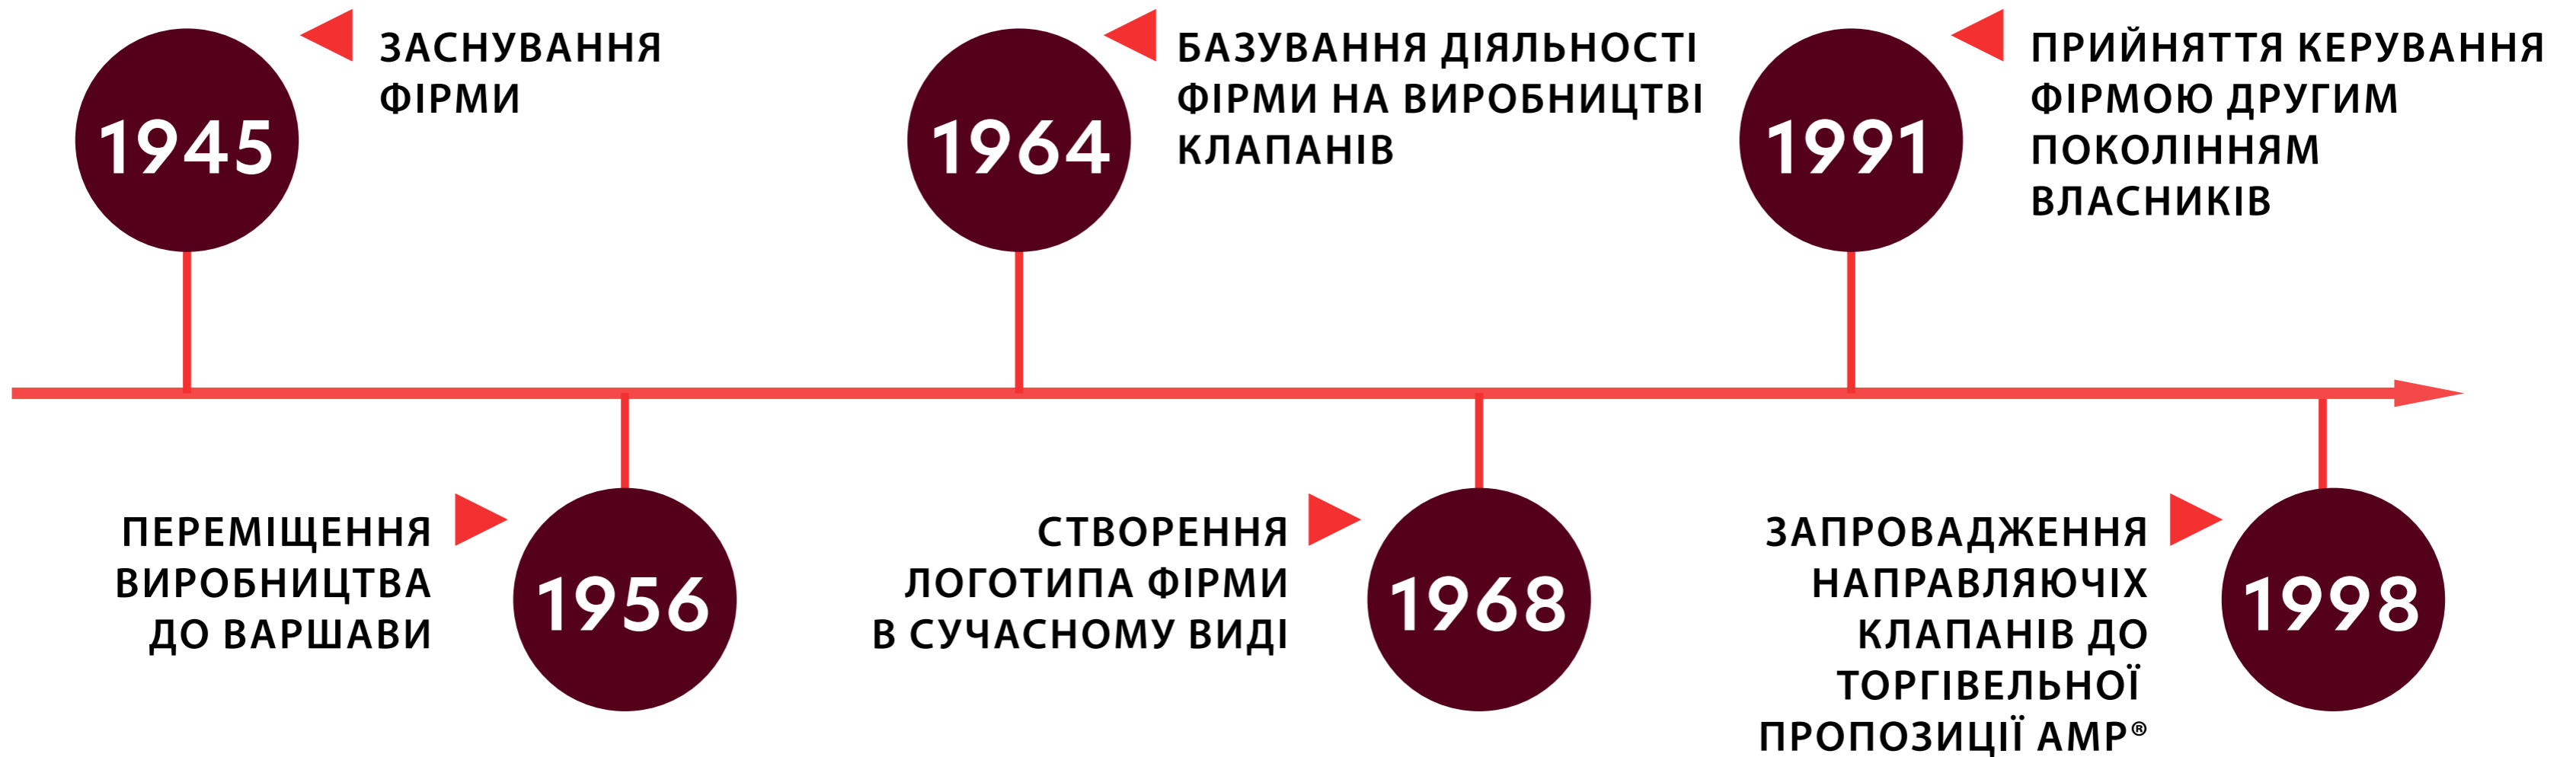 1945
ЗАСНУВАННЯ
ФІРМИ
1956
ПЕРЕМІЩЕННЯ
ВИРОБНИЦТВА
ДО ВАРШАВИ
1964
БАЗУВАННЯ ДІЯЛЬНОСТІ
ФІРМИ НА ВИРОБНИЦТВІ
КЛАПАНІВ
1968
СТВОРЕННЯ
ЛОГОТИПА ФІРМИ
В СУЧАСНОМУ ВИДІ
1991
ПРИЙНЯТТЯ КЕРУВАННЯ
ФІРМОЮ ДРУГИМ
ПОКОЛІННЯМ
ВЛАСНИКІВ
1998
ЗАПРОВАДЖЕННЯ
НАПРАВЛЯЮЧІХ
КЛАПАНІВ ДО
ТОРГІВЕЛЬНОЇ
ПРОПОЗИЦІЇ AMP®